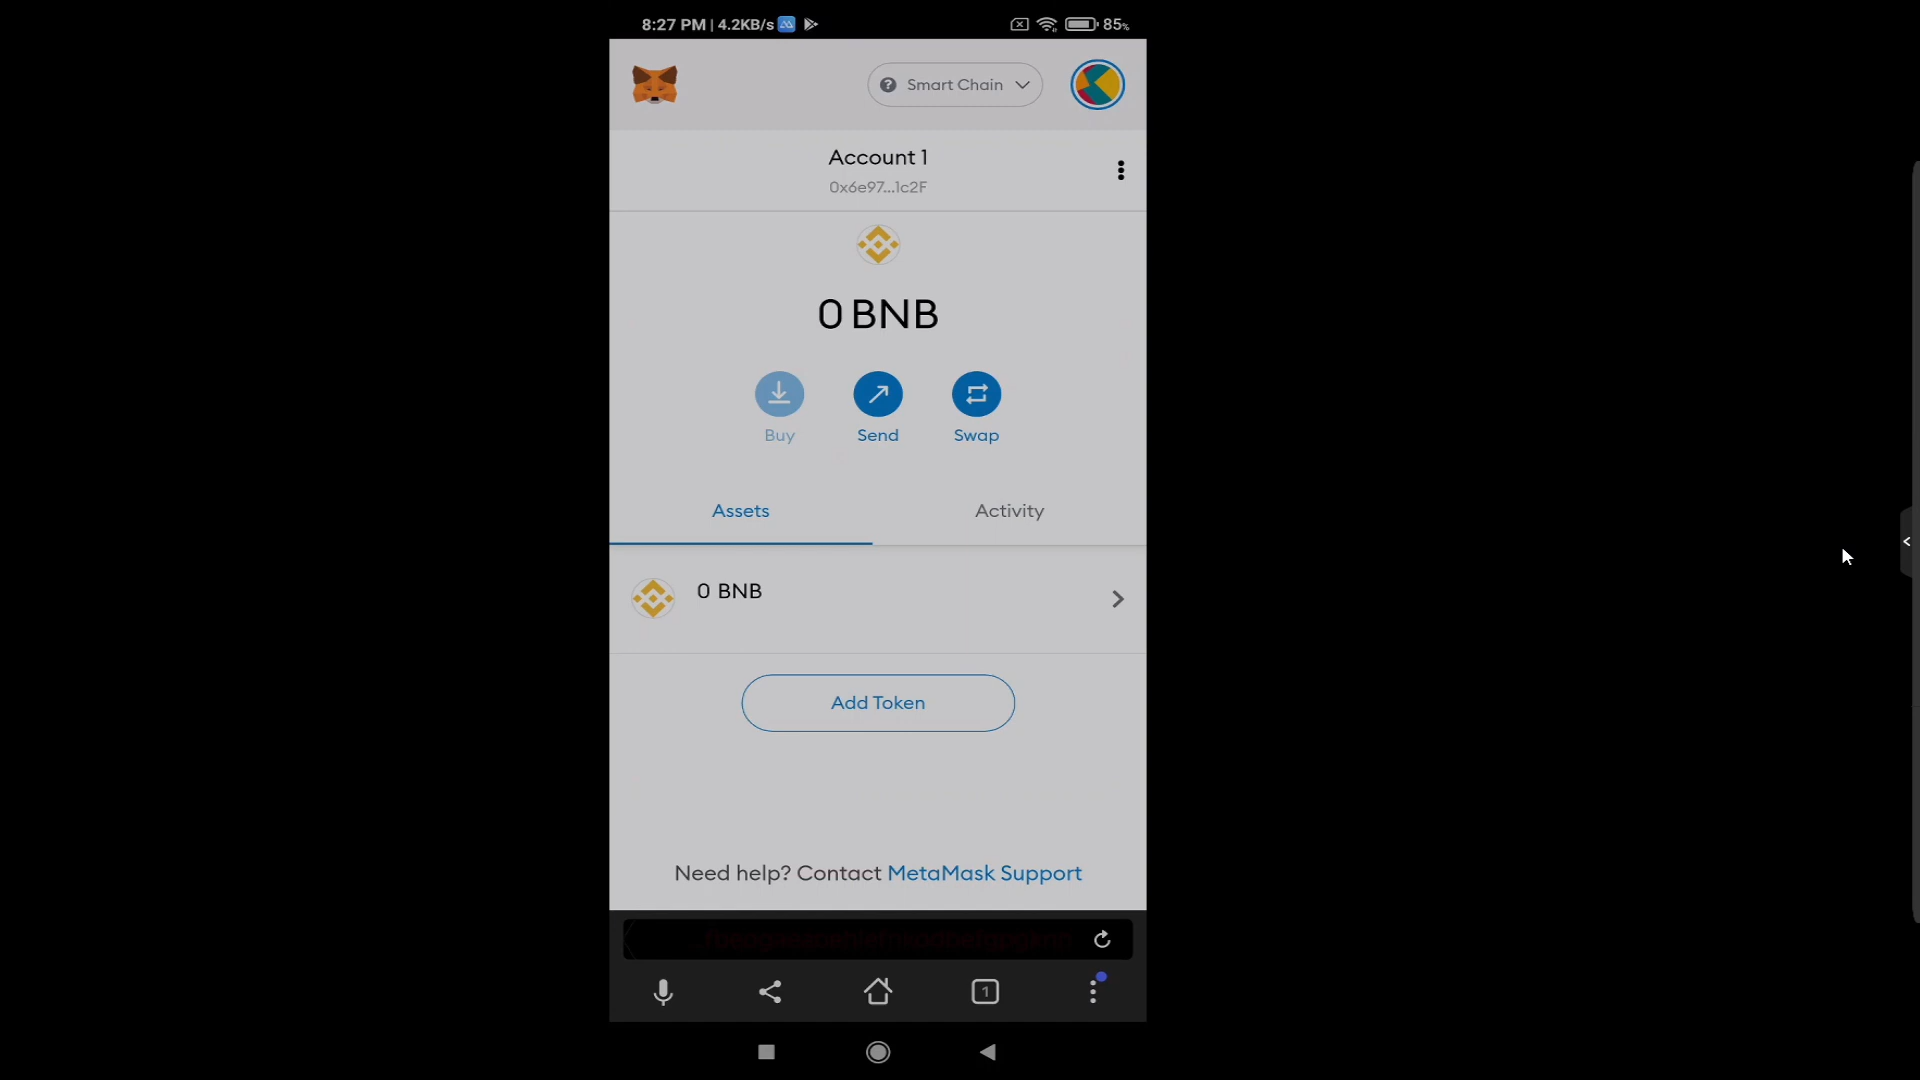 8:27 PM | 4.2KB/s
85%
Smart Chain
Account 1
0x6e97...1c2F
0 BNB
Buy
Send
Swap
Assets
Activity
0 BNB
Add Token
Need help? Contact MetaMask Support
1